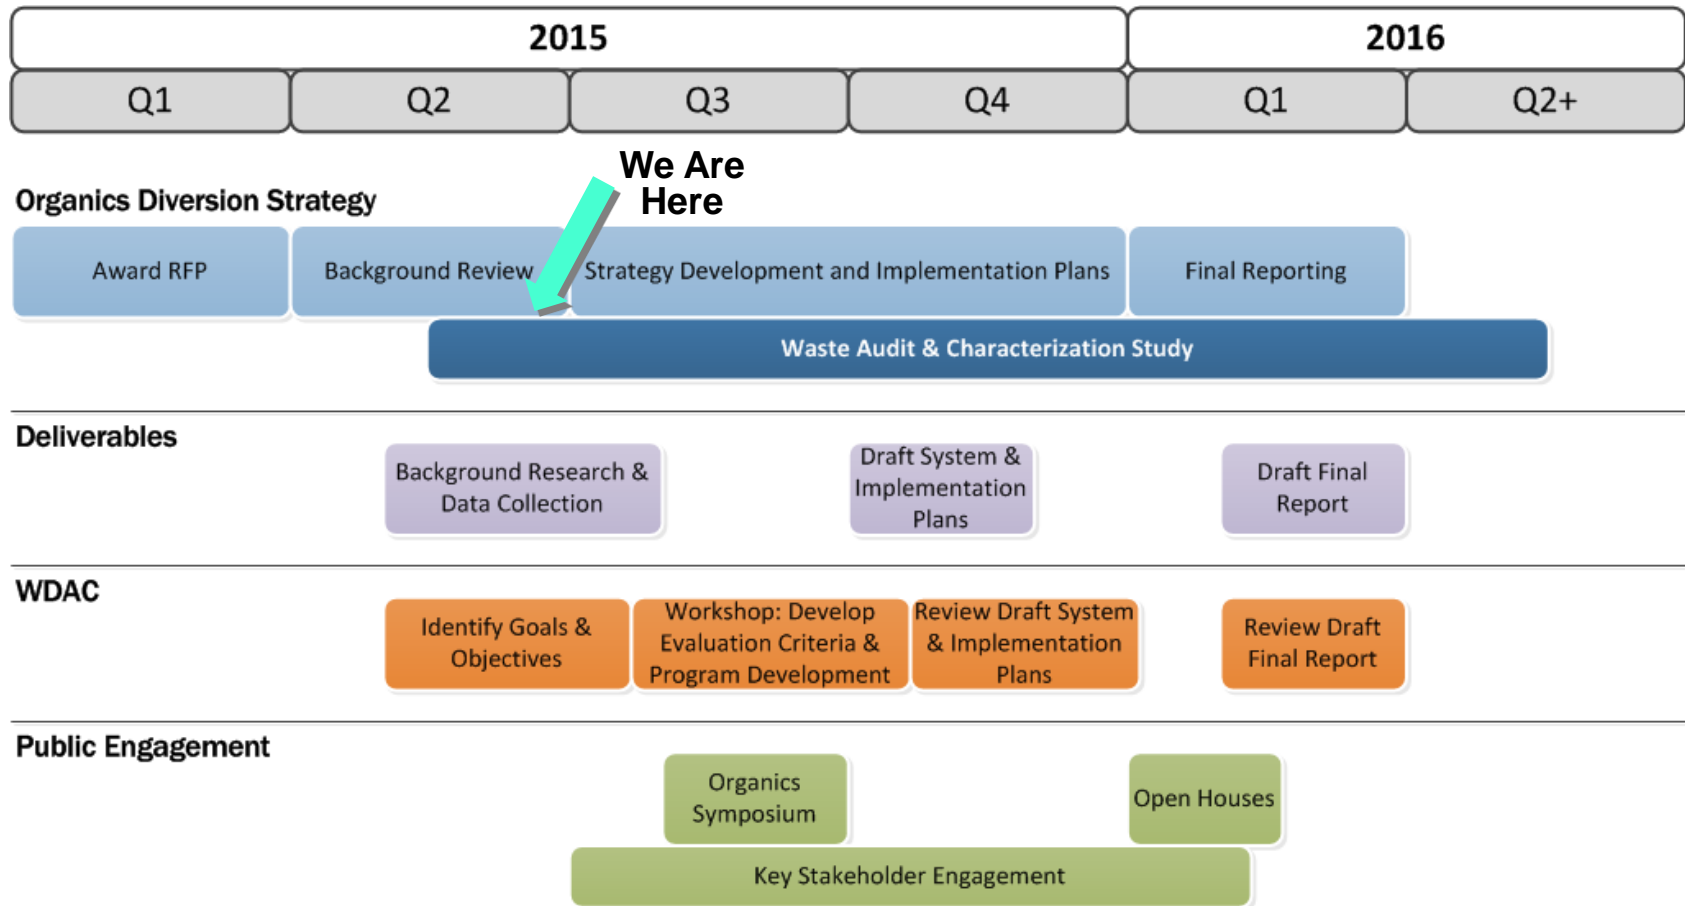 2015
2016
Q1
Q2
Q3
Q4
Q1
Q2+
We Are
Here
Organics Diversion Strategy
Award RFP
Background Review
Strategy Development and Implementation Plans
Final Reporting
Waste Audit & Characterization Study
Deliverables
Background Research &
Data Collection
Draft System &
Implementation
Plans
Draft Final
Report
WDAC
Identify Goals &
Objectives
Workshop: Develop
Evaluation Criteria &
Program Development
Review Draft System
& Implementation
Plans
Review Draft
Final Report
Public Engagement
Organics
Symposium
Open Houses
Key Stakeholder Engagement